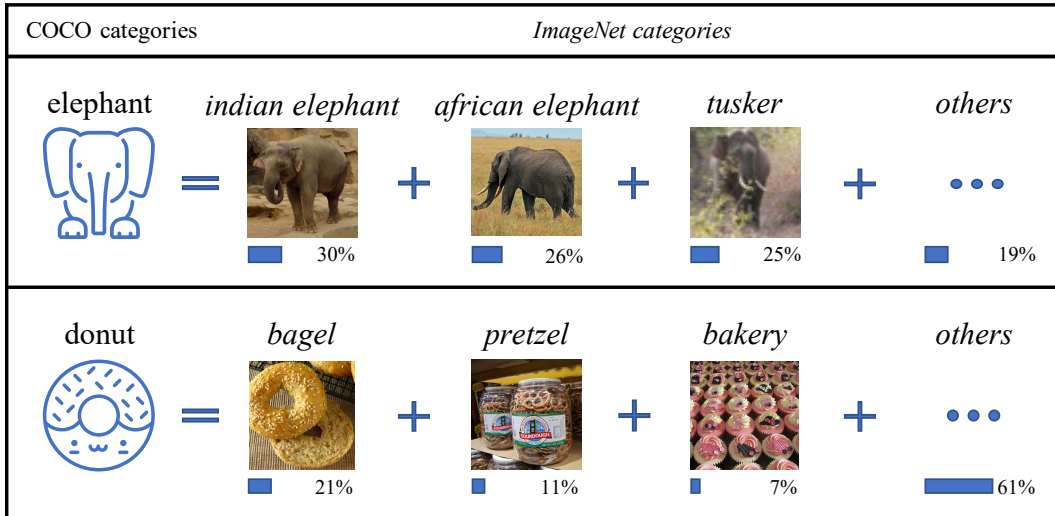 COCO categories ImageNet categories
elephant indian elephant african elephant tusker others
= + + +
30% 26% 25% 19%
donut bagel pretzel bakery others
= + + +
SOURDOUGH
21% 11% 7% 61%